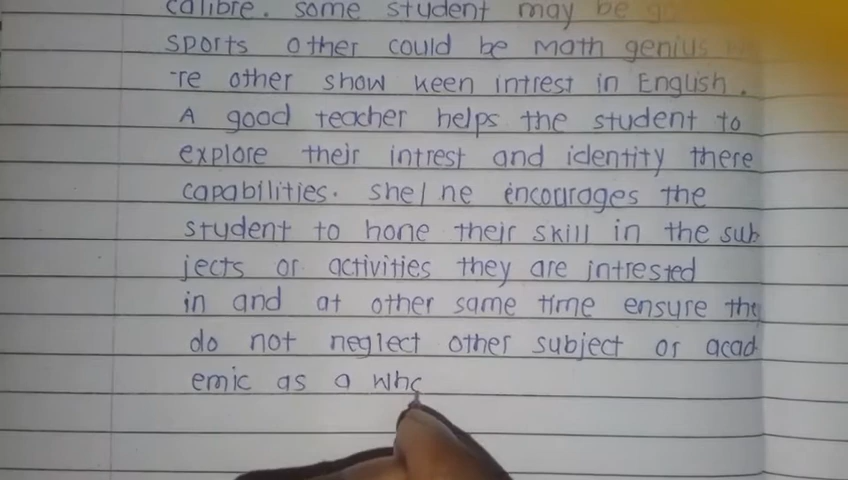 calibre. some student may be
sports other could be math genius
-re other show keen intrest in English.
A good teacher helps the student to
explore their intrest and identity there
capabilities. she/ he encourages the
student to hone their skill in the sub
jects or activities they are intrested
in and at other same time ensure the
do not neglect other subject or acad
emic as a who